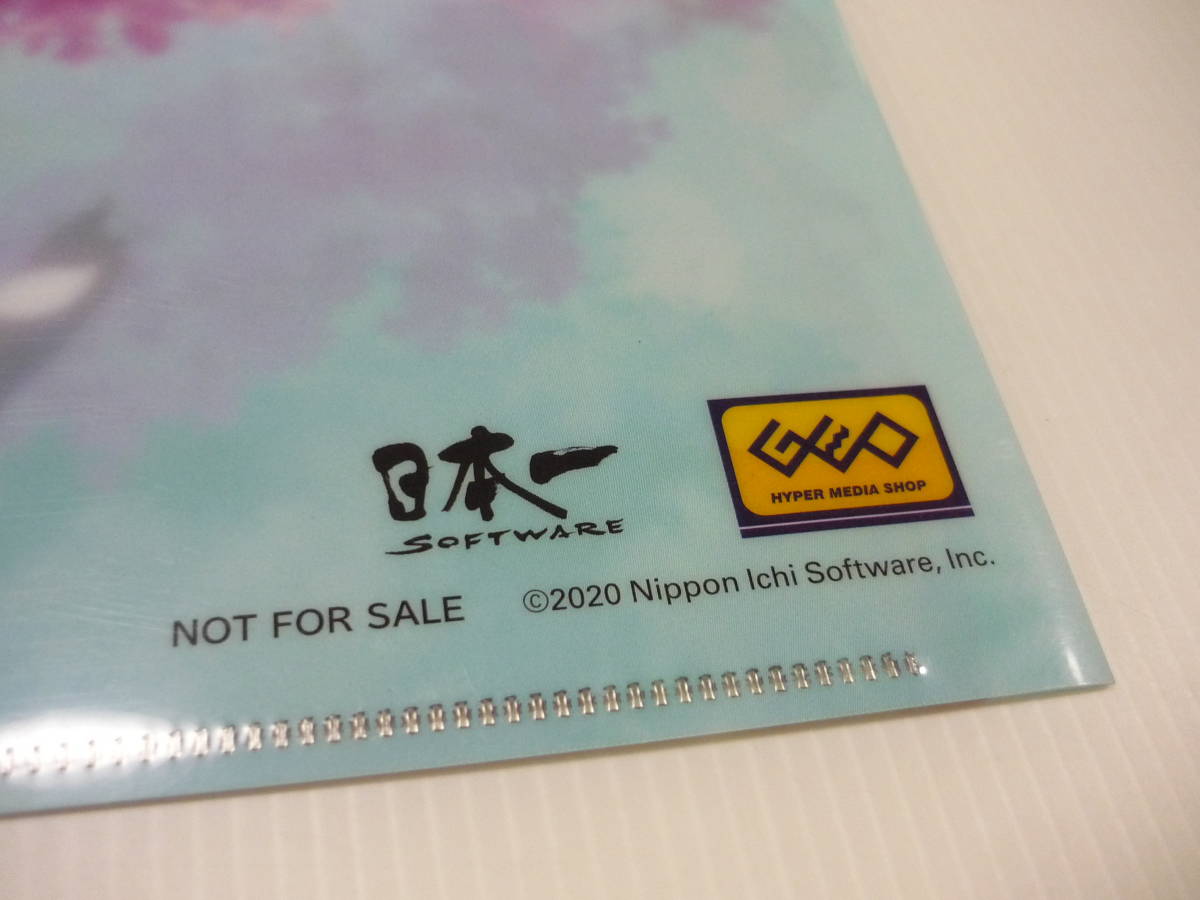 日本一
SOFTWARE
GEO
HYPER MEDIA SHOP
NOT FOR SALE
©2020 Nippon Ichi Software, Inc.